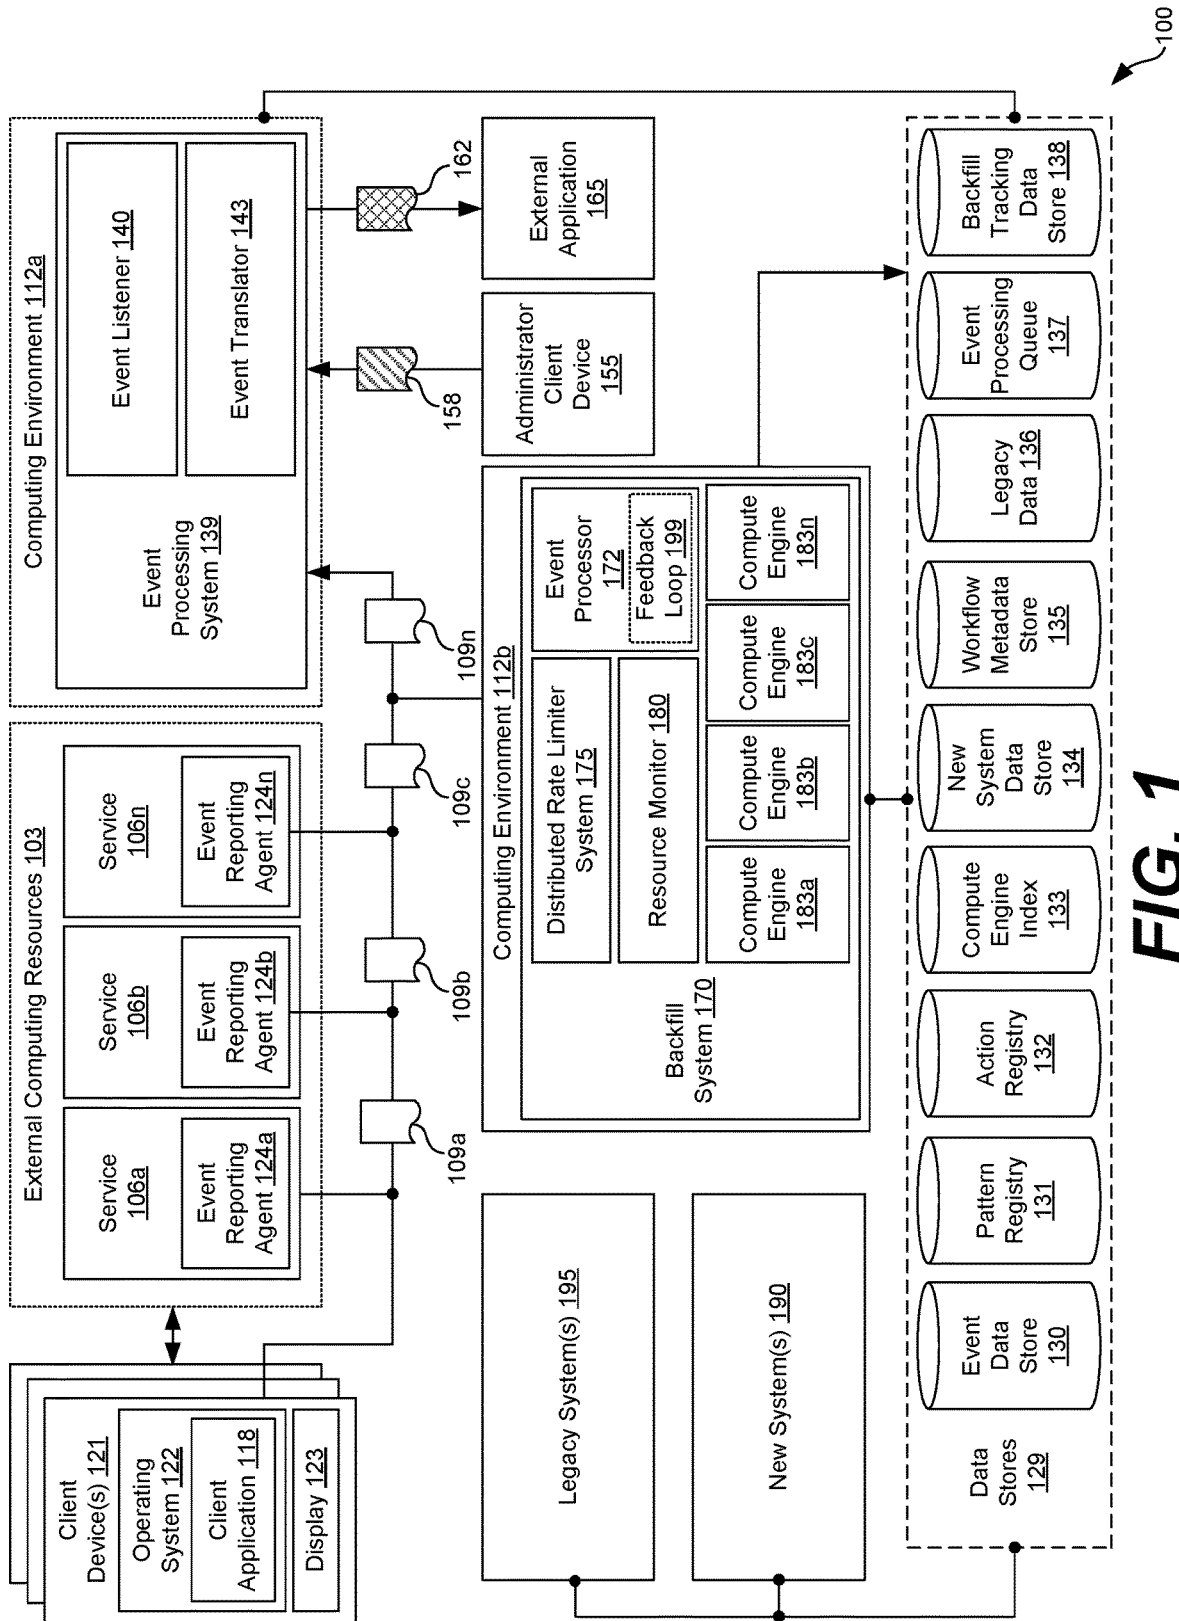 Client
Device(s) 121
Operating
System 122
Client
Application 118
Display 123
External Computing Resources 103
Service
106a
Event
Reporting
Agent 124a
Service
106b
Event
Reporting
Agent 124b
Service
106n
Event
Reporting
Agent 124n
Computing Environment 112a
Event
Processing
System 139
Event Listener 140
Event Translator 143
109a
109b
109c
109n
158
162
Legacy System(s) 195
New System(s) 190
Computing Environment 112b
Backfill
System 170
Distributed Rate Limiter
System 175
Resource Monitor 180
Event
Processor
172
Feedback
Loop 199
Compute
Engine
183a
Compute
Engine
183b
Compute
Engine
183c
Compute
Engine
183n
Administrator
Client
Device
155
External
Application
165
Data
Stores
129
Event Data
Store
130
Pattern
Registry
131
Action
Registry
132
Compute
Engine
Index
133
New
System
Data
Store
134
Workflow
Metadata
Store
135
Legacy
Data 136
Event
Processing
Queue
137
Backfill
Tracking
Data
Store 138
100
FIG. 1